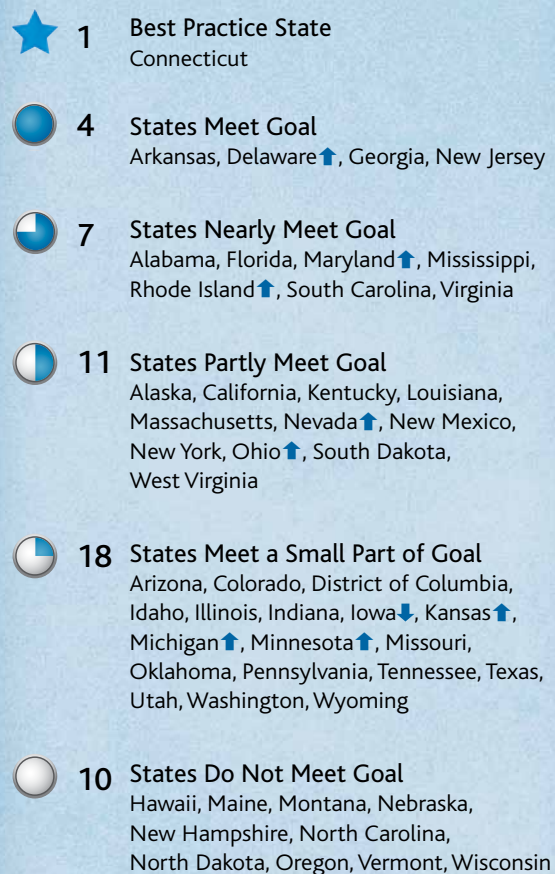 1 Best Practice State
Connecticut
4 States Meet Goal
Arkansas, Delaware⬆, Georgia, New Jersey
7 States Nearly Meet Goal
Alabama, Florida, Maryland⬆, Mississippi,
Rhode Island⬆, South Carolina, Virginia
11 States Partly Meet Goal
Alaska, California, Kentucky, Louisiana,
Massachusetts, Nevada⬆, New Mexico,
New York, Ohio⬆, South Dakota,
West Virginia
18 States Meet a Small Part of Goal
Arizona, Colorado, District of Columbia,
Idaho, Illinois, Indiana, Iowa⬇, Kansas⬆,
Michigan⬆, Minnesota⬆, Missouri,
Oklahoma, Pennsylvania, Tennessee, Texas,
Utah, Washington, Wyoming
10 States Do Not Meet Goal
Hawaii, Maine, Montana, Nebraska,
New Hampshire, North Carolina,
North Dakota, Oregon, Vermont, Wisconsin